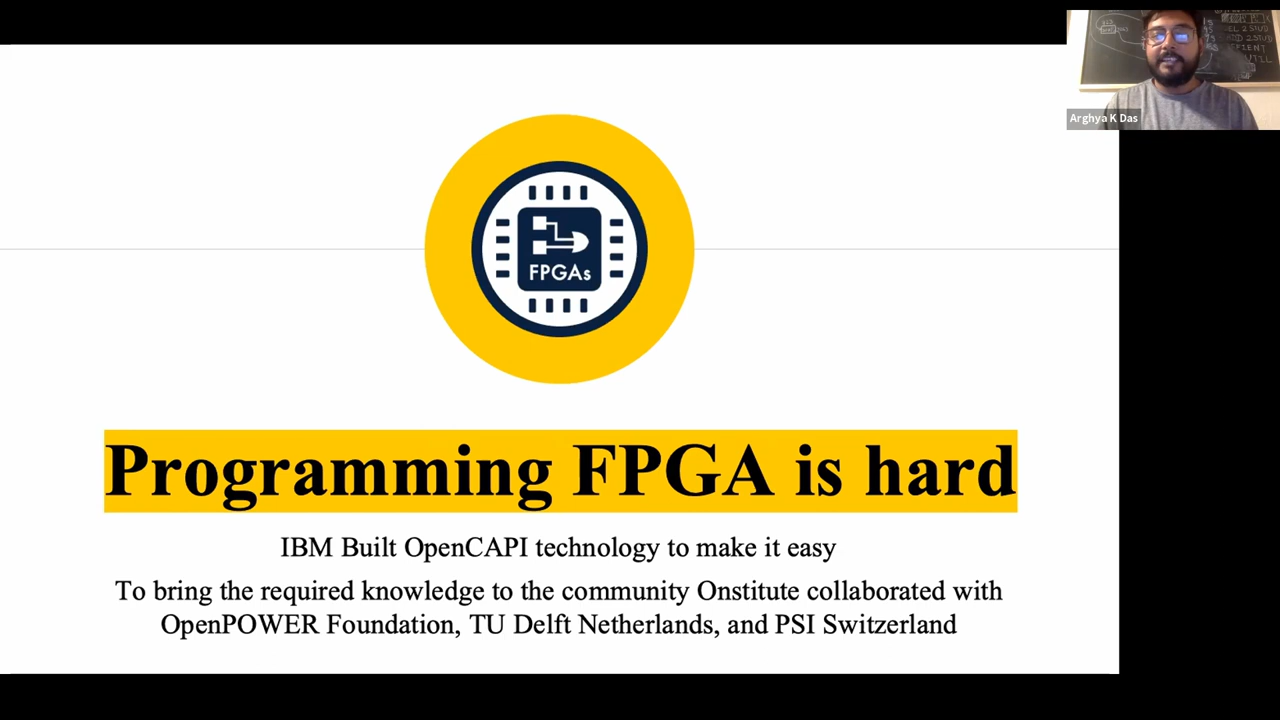 Arghya K Das
FPGAs
Programming FPGA is hard
IBM Built OpenCAPI technology to make it easy
To bring the required knowledge to the community Onstitute collaborated with
OpenPOWER Foundation, TU Delft Netherlands, and PSI Switzerland